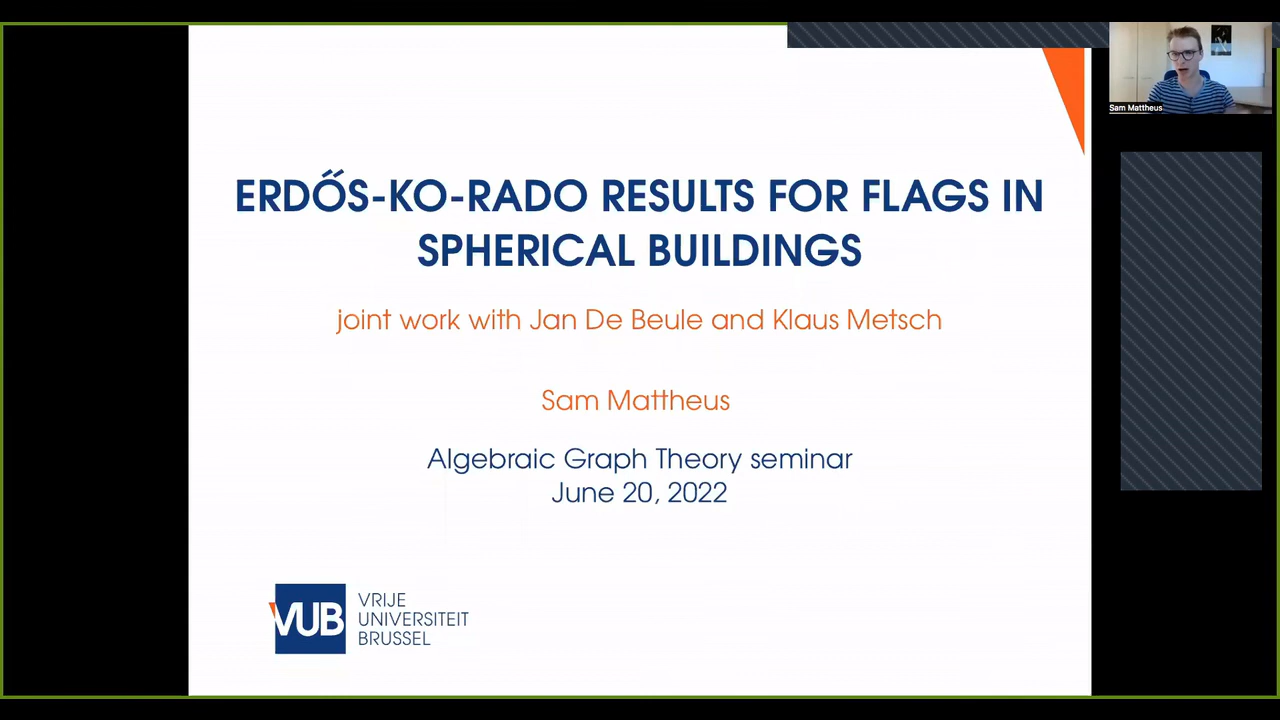 Sam Mattheus
ERDŐS-KO-RADO RESULTS FOR FLAGS IN
SPHERICAL BUILDINGS
joint work with Jan De Beule and Klaus Metsch
Sam Mattheus
Algebraic Graph Theory seminar
June 20, 2022
VUB
VRIJE
UNIVERSITEIT
BRUSSEL